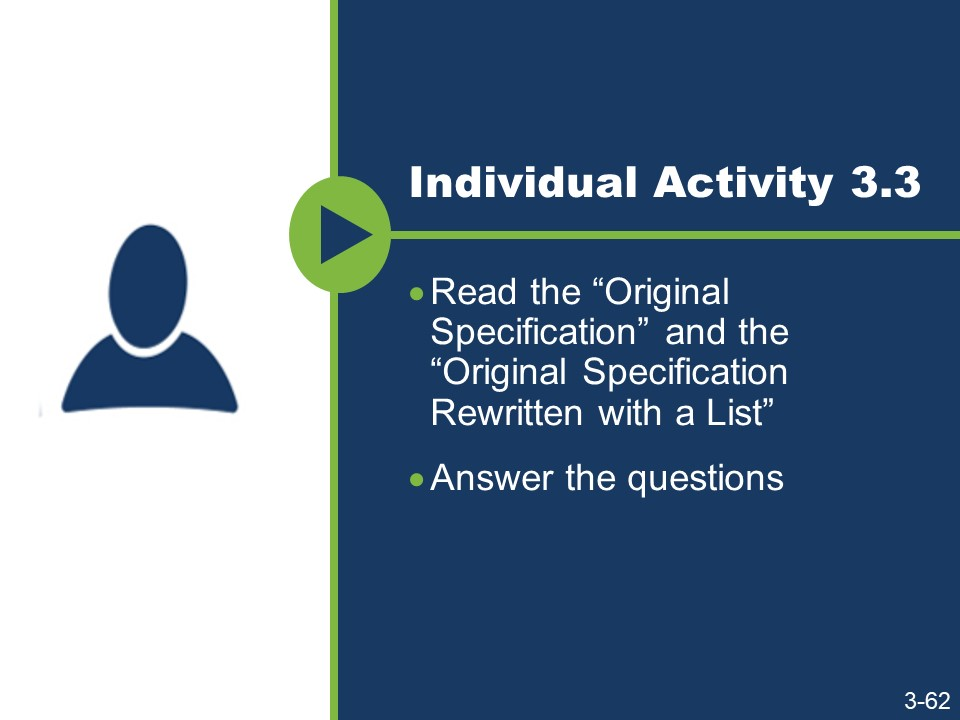 Individual Activity 3.3
• Read the “Original
Specification” and the
“Original Specification
Rewritten with a List”
• Answer the questions
3-62